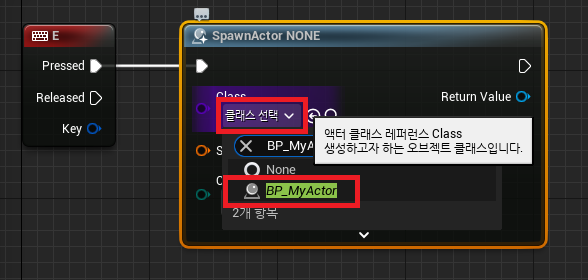 E
Pressed
Released
Key
SpawnActor NONE
Class
클래스 선택
Return Value
액터 클래스 레퍼런스 Class
생성하고자 하는 오브젝트 클래스입니다.
S
BP_MyA
None
C
BP_MyActor
2개 항목